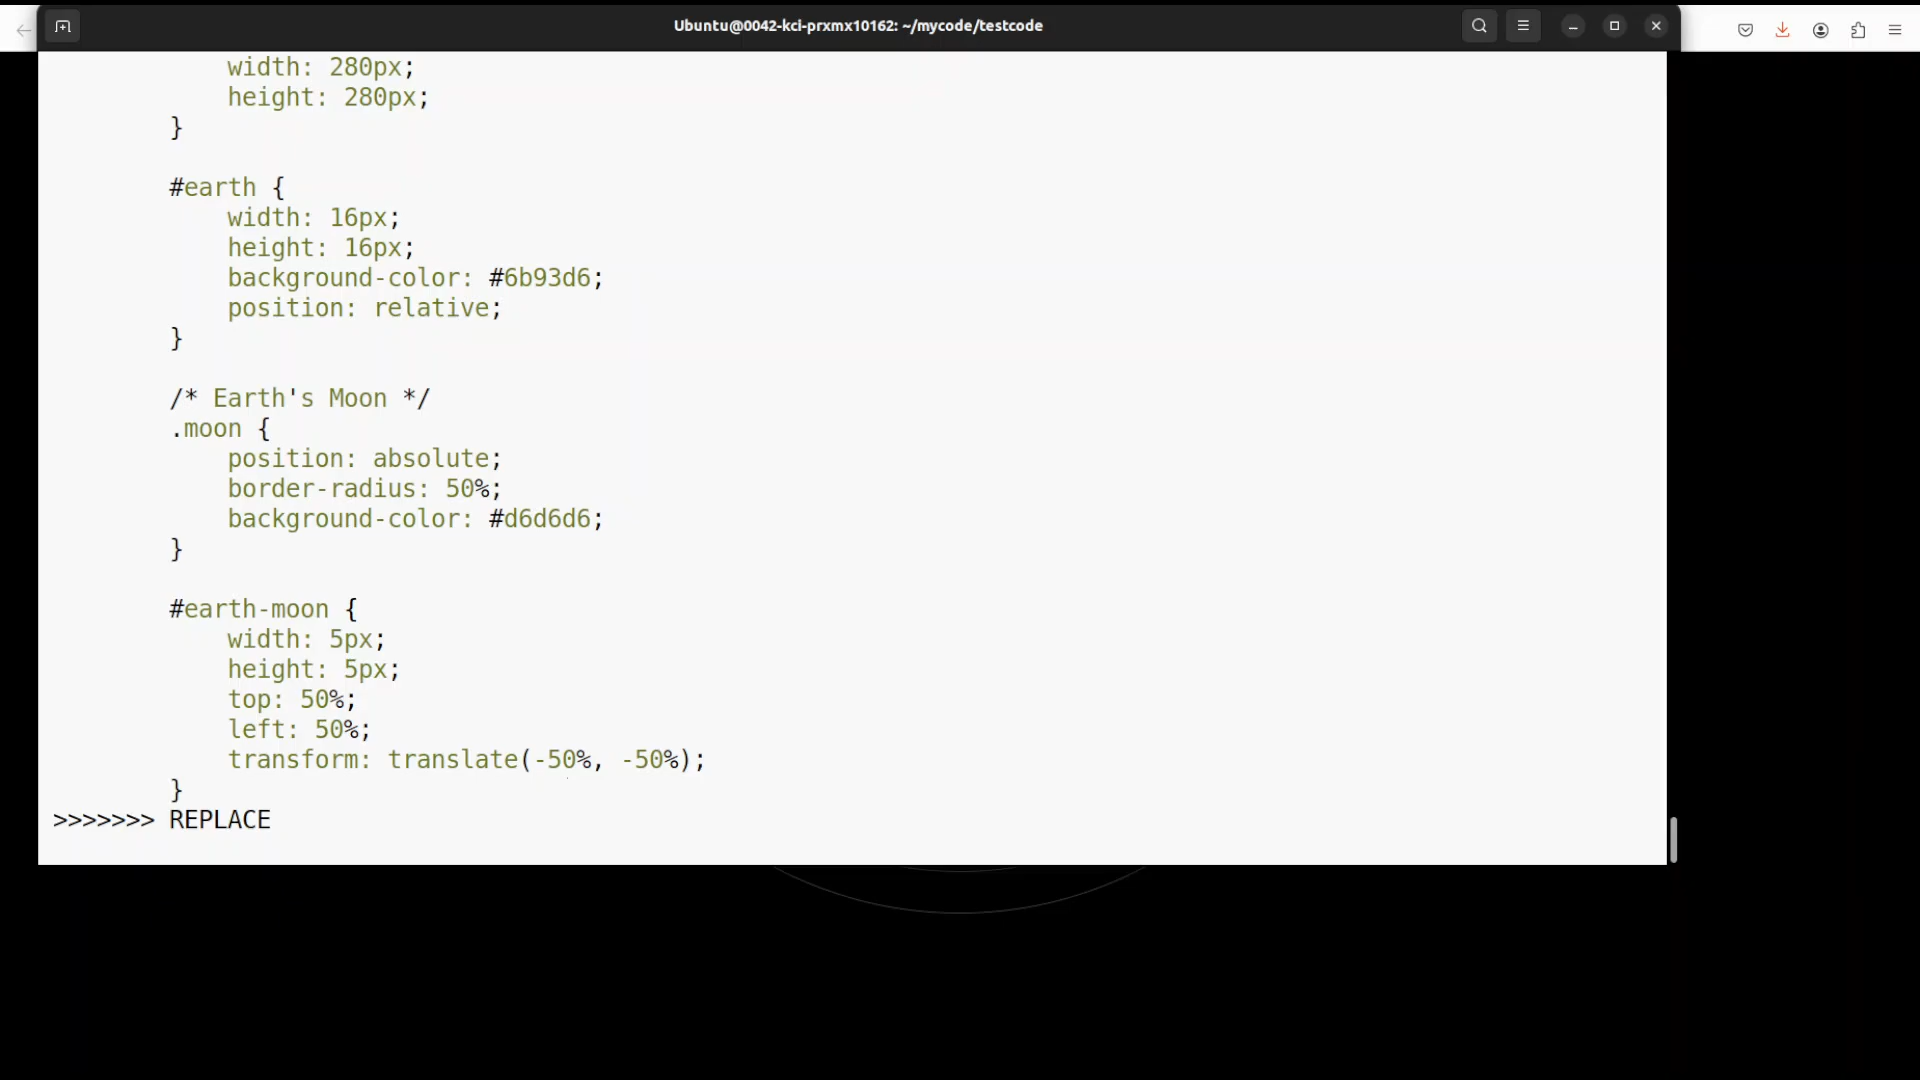 Ubuntu@0042-kci-prxmx10162: ~/mycode/testcode
width: 280px;
height: 280px;
}
#earth {
width: 16px;
height: 16px;
background-color: #6b93d6;
position: relative;
}
/* Earth's Moon */
.moon {
position: absolute;
border-radius: 50%;
background-color: #d6d6d6;
}
#earth-moon {
width: 5px;
height: 5px;
top: 50%;
left: 50%;
transform: translate(-50%, -50%);
}
>>>>>>> REPLACE